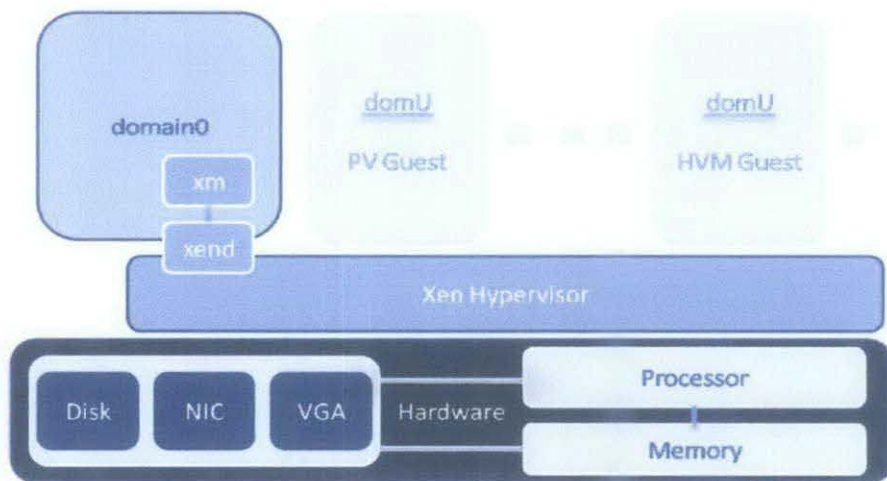 domain0
xm
xend
domU
PV Guest
domU
HVM Guest
Xen Hypervisor
Disk
NIC
VGA
Hardware
Processor
Memory